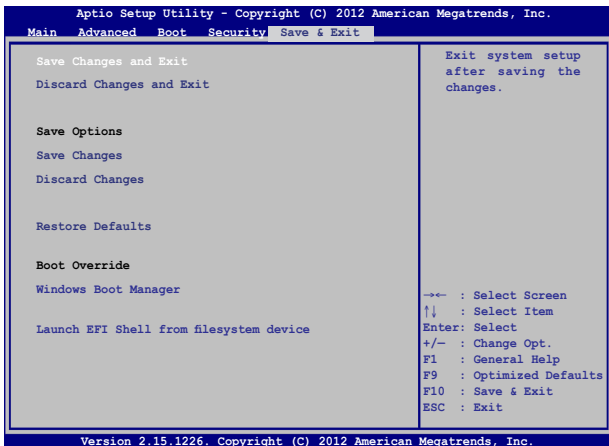 Aptio Setup Utility - Copyright (C) 2012 American Megatrends, Inc.
Main Advanced Boot Security Save & Exit
Save Changes and Exit
Discard Changes and Exit
Save Options
Save Changes
Discard Changes
Restore Defaults
Boot Override
Windows Boot Manager
Launch EFI Shell from filesystem device
Exit system setup
after saving the
changes.
→← : Select Screen
↑↓ : Select Item
Enter: Select
+/— : Change Opt.
F1 : General Help
F9 : Optimized Defaults
F10 : Save & Exit
ESC : Exit
Version 2.15.1226. Copyright (C) 2012 American Megatrends, Inc.